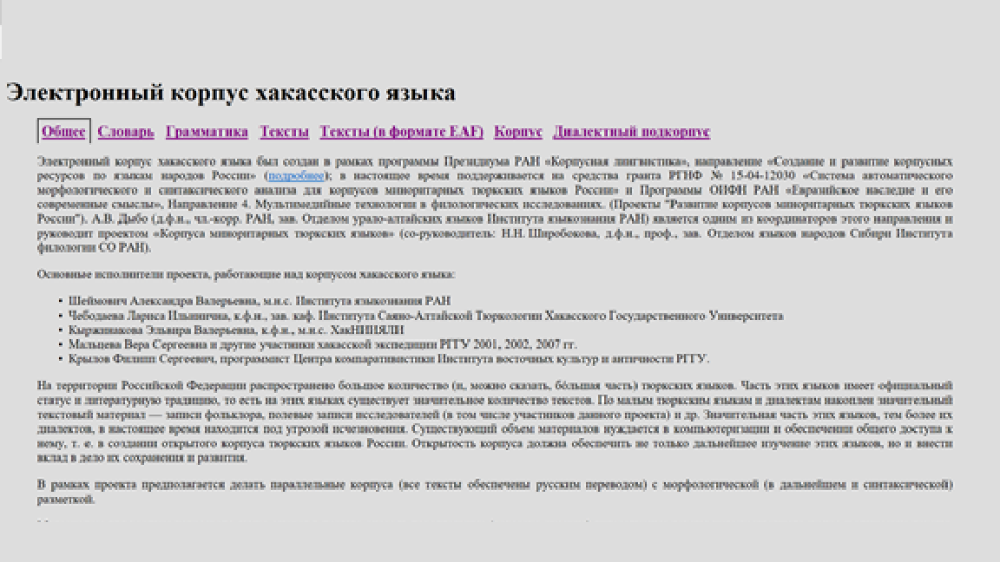 Электронный корпус хакасского языка
Общее Словарь Грамматика Тексты Тексты (в формате EAF) Корпус Диалектный подкорпус
Электронный корпус хакасского языка был создан в рамках программы Президиума РАН «Корпусная лингвистика», направление «Создание и развитие корпусных
ресурсов по языкам народов России» (подробнее); в настоящее время поддерживается на средства гранта РГНФ № 15-04-12030 «Система автоматического
морфологического и синтаксического анализа для корпусов миноритарных тюркских языков России» и Программы ОИФН РАН «Евразийское наследие и его
современные смыслы», Направление 4. Мультимедийные технологии в филологических исследованиях. (Проекты "Развитие корпусов миноритарных тюркских языков
России"). А.В. Дыбо (д.ф.н., чл.-корр. РАН, зав. Отделом урало-алтайских языков Института языкознания РАН) является одним из координаторов этого направления и
руководит проектом «Корпуса миноритарных тюркских языков» (со-руководитель: Н.Н. Широбокова, д.ф.н., проф., зав. Отделом языков народов Сибири Института
филологии СО РАН).
Основные исполнители проекта, работающие над корпусом хакасского языка:
• Шеймович Александра Валерьевна, м.н.с. Института языкознания РАН
• Чебодаева Лариса Ильинична, к.ф.н., зав. каф. Института Саяно-Алтайской Тюркологии Хакасского Государственного Университета
• Кыржинакова Эльвира Валерьевна, к.ф.н., м.н.с. ХакНИИЯЛИ
• Мальцева Вера Сергеевна и другие участники хакасской экспедиции РГГУ 2001, 2002, 2007 гг.
• Крылов Филипп Сергеевич, программист Центра компаративистики Института восточных культур и античности РГГУ.
На территории Российской Федерации распространено большое количество (и, можно сказать, бо́льшая часть) тюркских языков. Часть этих языков имеет официальный
статус и литературную традицию, то есть на этих языках существует значительное количество текстов. По малым тюркским языкам и диалектам накоплен значительный
текстовый материал — записи фольклора, полевые записи исследователей (в том числе участников данного проекта) и др. Значительная часть этих языков, тем более их
диалектов, в настоящее время находится под угрозой исчезновения. Существующий объем материалов нуждается в компьютеризации и обеспечении общего доступа к
нему, т. е. в создании открытого корпуса тюркских языков России. Открытость корпуса должна обеспечить не только дальнейшее изучение этих языков, но и внести
вклад в дело их сохранения и развития.
В рамках проекта предполагается делать параллельные корпуса (все тексты обеспечены русским переводом) с морфологической (в дальнейшем и синтаксической)
разметкой.